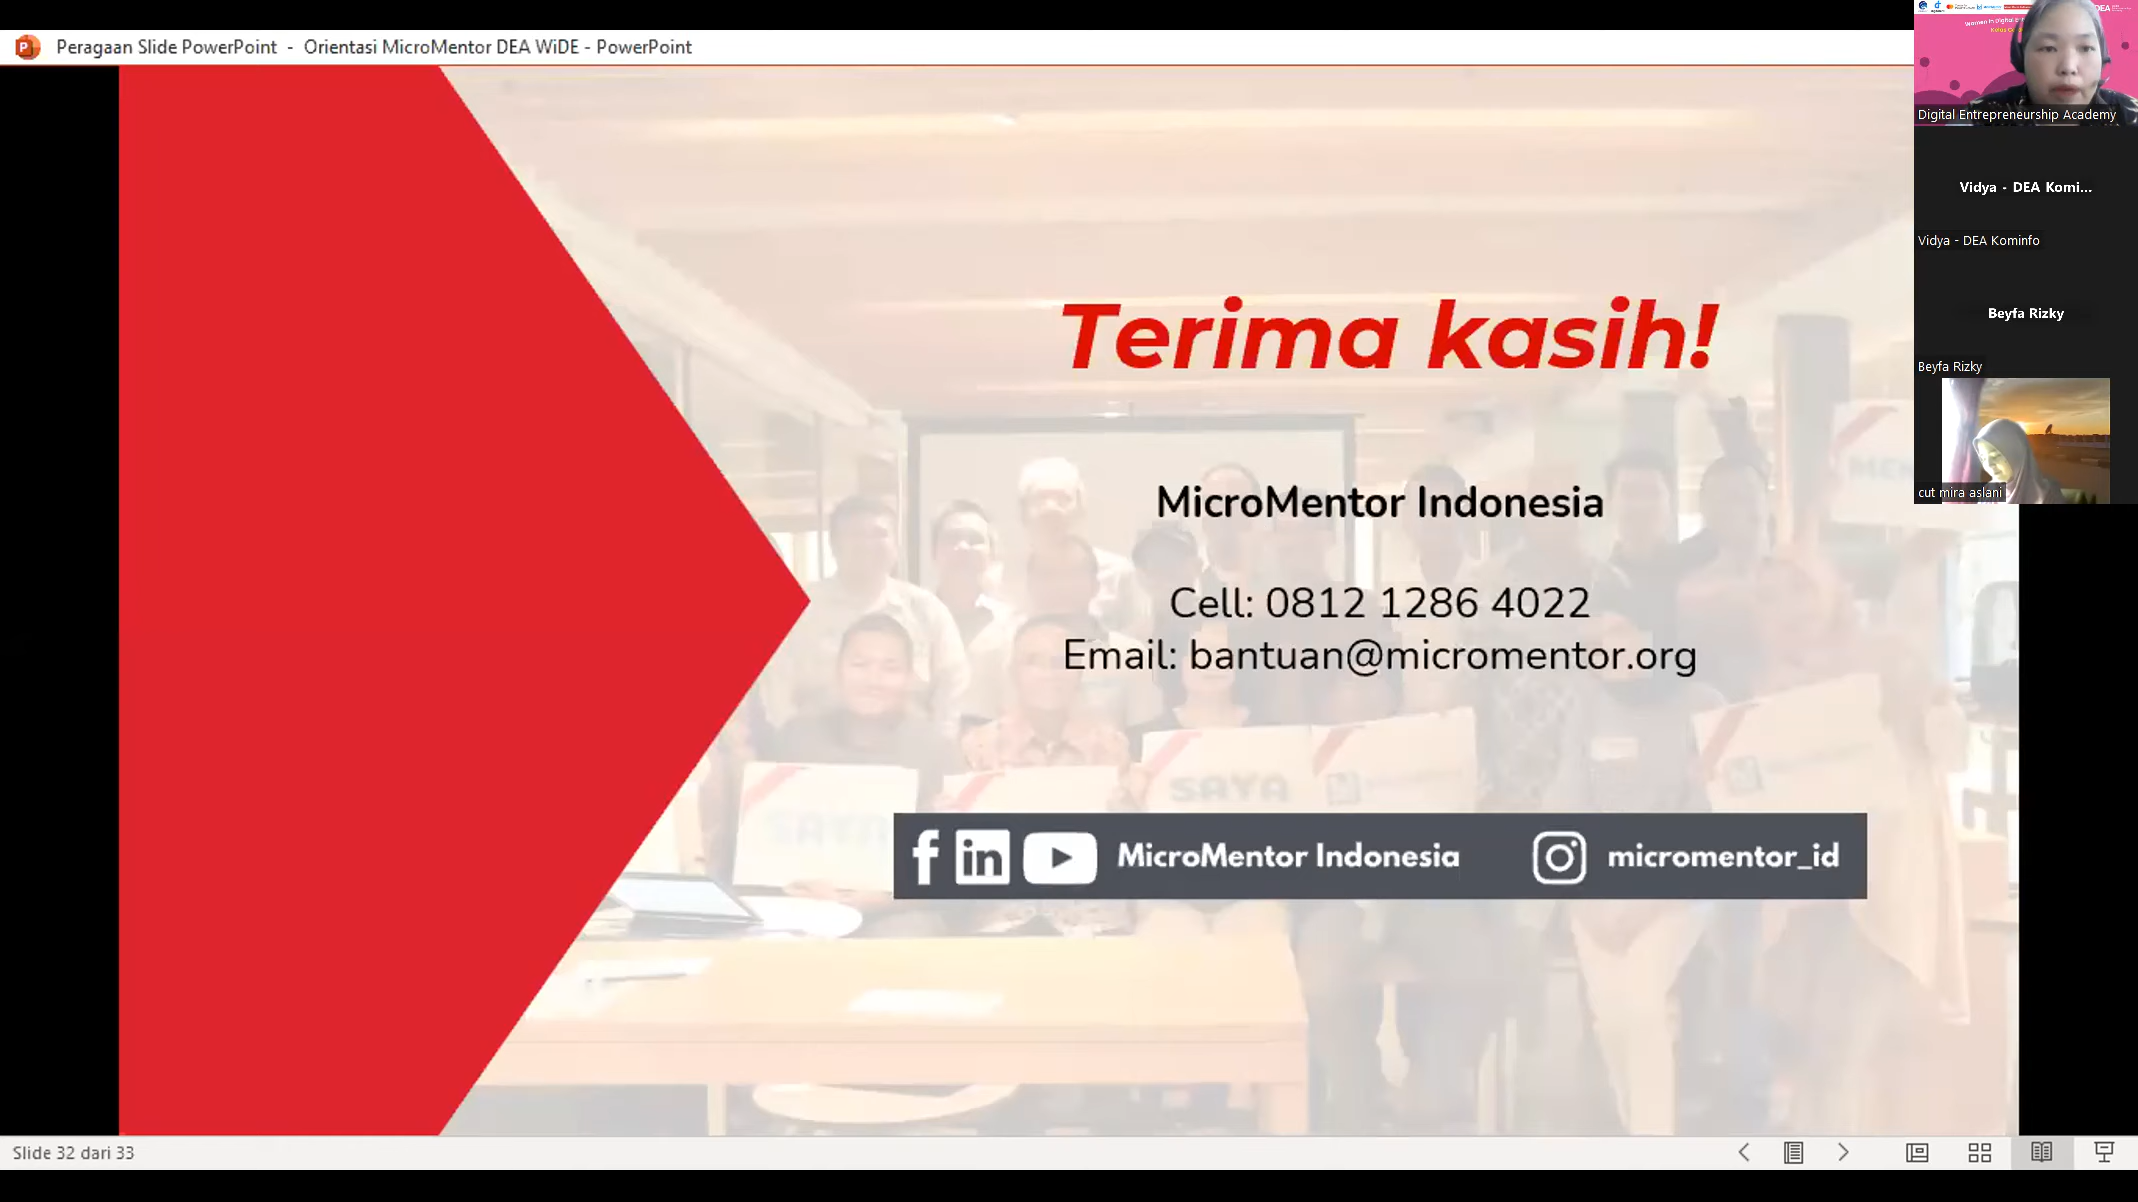 Peragaan Slide PowerPoint - Orientasi MicroMentor DEA WiDE - PowerPoint
Terima kasih!
MicroMentor Indonesia
Cell: 0812 1286 4022
Email: bantuan@micromentor.org
SAYA
MicroMentor Indonesia
micromentor_id
Slide 32 dari 33
Digital Entrepreneurship Academy
Vidya - DEA Komi...
Vidya - DEA Kominfo
Beyfa Rizky
Beyfa Rizky
cut mira aslani